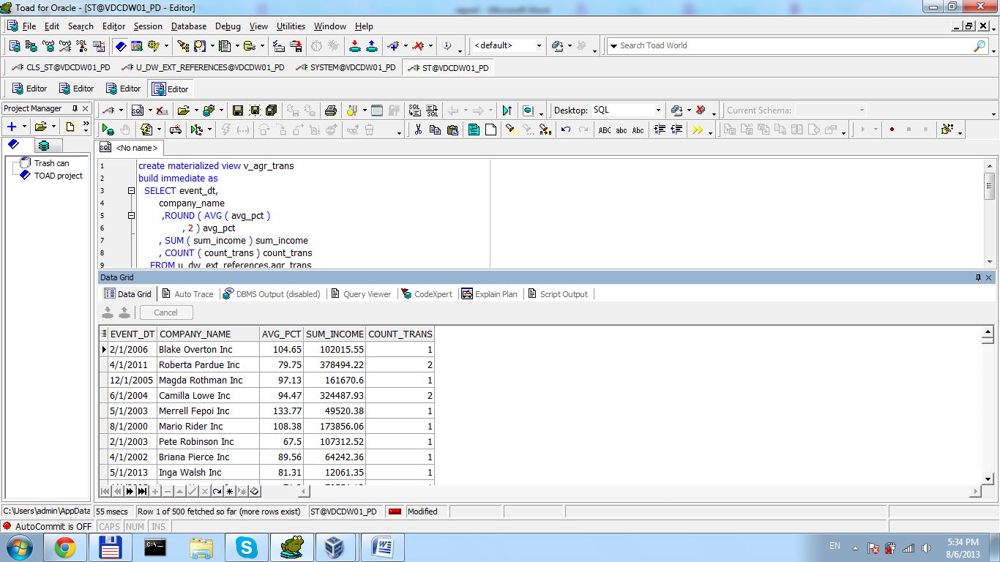 Toad for Oracle - [ST@VDCDW01_PD - Editor]
File Edit Search Editor Session Database Debug View Utilities Window Help
<default> Search Toad World
CLS_ST@VDCDW01_PD U_DW_EXT_REFERENCES@VDCDW01_PD SYSTEM@VDCDW01_PD ST@VDCDW01_PD
Editor Editor Editor Editor
Project Manager
Desktop: SQL Current Schema:
ABC abc Abc
<No name>
Trash can
TOAD project
1 create materialized view v_agr_trans
2 build immediate as
3 SELECT event_dt,
4 company_name
5 ,ROUND ( AVG ( avg_pct )
6 , 2 ) avg_pct
7 , SUM ( sum_income ) sum_income
8 , COUNT ( count_trans ) count_trans
9 FROM u_dw_ext_references.agr_trans
Data Grid
Data Grid Auto Trace DBMS Output (disabled) Query Viewer CodeXpert Explain Plan Script Output
Cancel
EVENT_DT COMPANY_NAME AVG_PCT SUM_INCOME COUNT_TRANS
2/1/2006 Blake Overton Inc 104.65 102015.55 1
4/1/2011 Roberta Pardue Inc 79.75 378494.22 2
12/1/2005 Magda Rothman Inc 97.13 161670.6 1
6/1/2004 Camilla Lowe Inc 94.47 324487.93 2
5/1/2003 Merrell Fepoi Inc 133.77 49520.38 1
8/1/2000 Mario Rider Inc 108.38 173856.06 1
2/1/2003 Pete Robinson Inc 67.5 107312.52 1
4/1/2002 Briana Pierce Inc 89.56 64242.36 1
5/1/2013 Inga Walsh Inc 81.31 12061.35 1
C:\Users\admin\AppData 55 msecs Row 1 of 500 fetched so far (more rows exist) ST@VDCDW01_PD Modified
AutoCommit is OFF CAPS NUM INS
EN 5:34 PM
8/6/2013